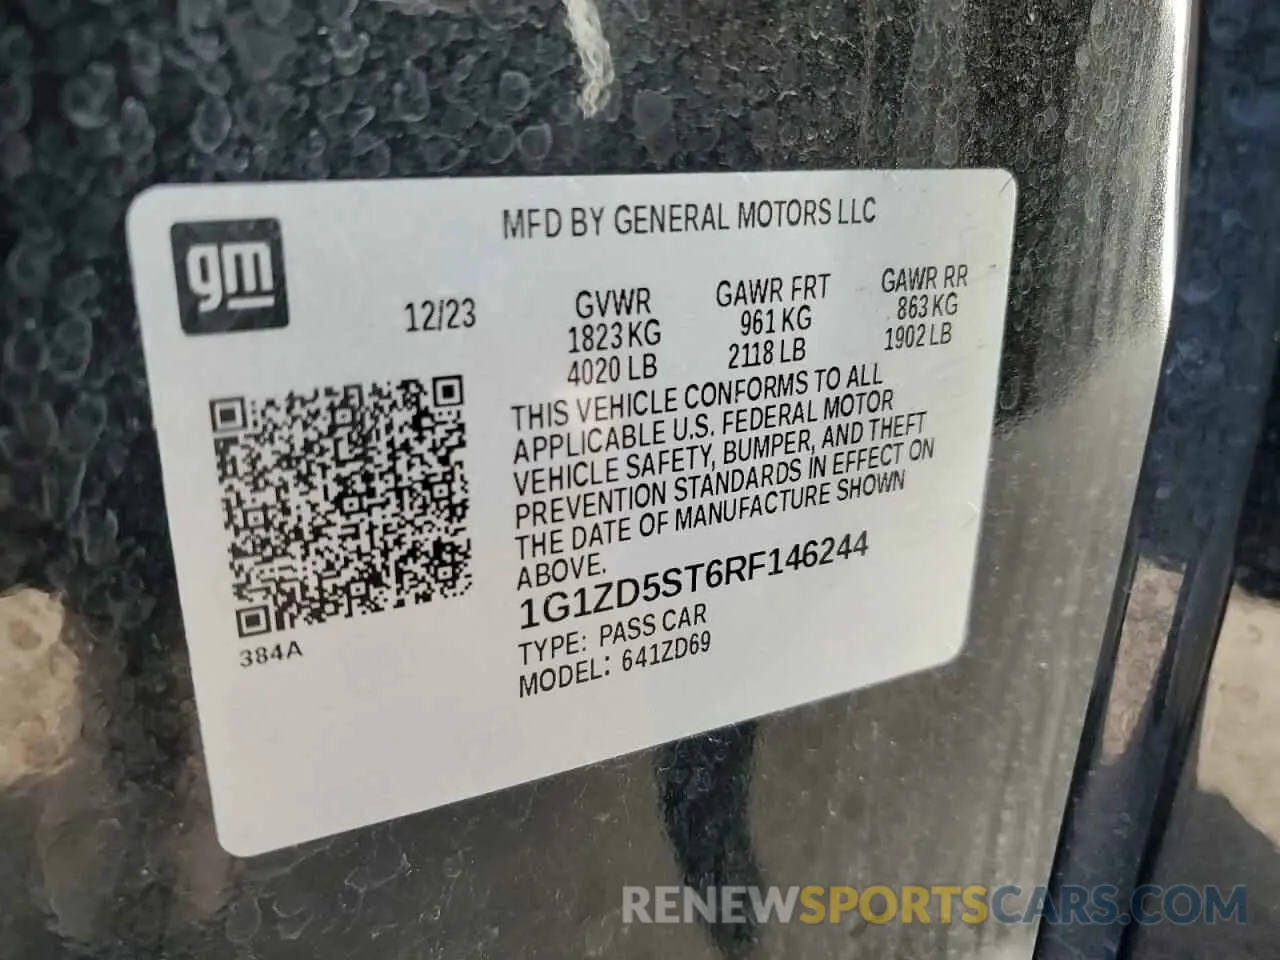 MFD BY GENERAL MOTORS LLC
gm
12/23
GVWR
1823 KG
4020 LB
GAWR FRT
961 KG
2118 LB
GAWR RR
863 KG
1902 LB
THIS VEHICLE CONFORMS TO ALL
APPLICABLE U.S. FEDERAL MOTOR
VEHICLE SAFETY, BUMPER, AND THEFT
PREVENTION STANDARDS IN EFFECT ON
THE DATE OF MANUFACTURE SHOWN
ABOVE.
1G1ZD5ST6RF146244
TYPE: PASS CAR
MODEL: 641ZD69
384A
RENEWSPORTSCARS.COM